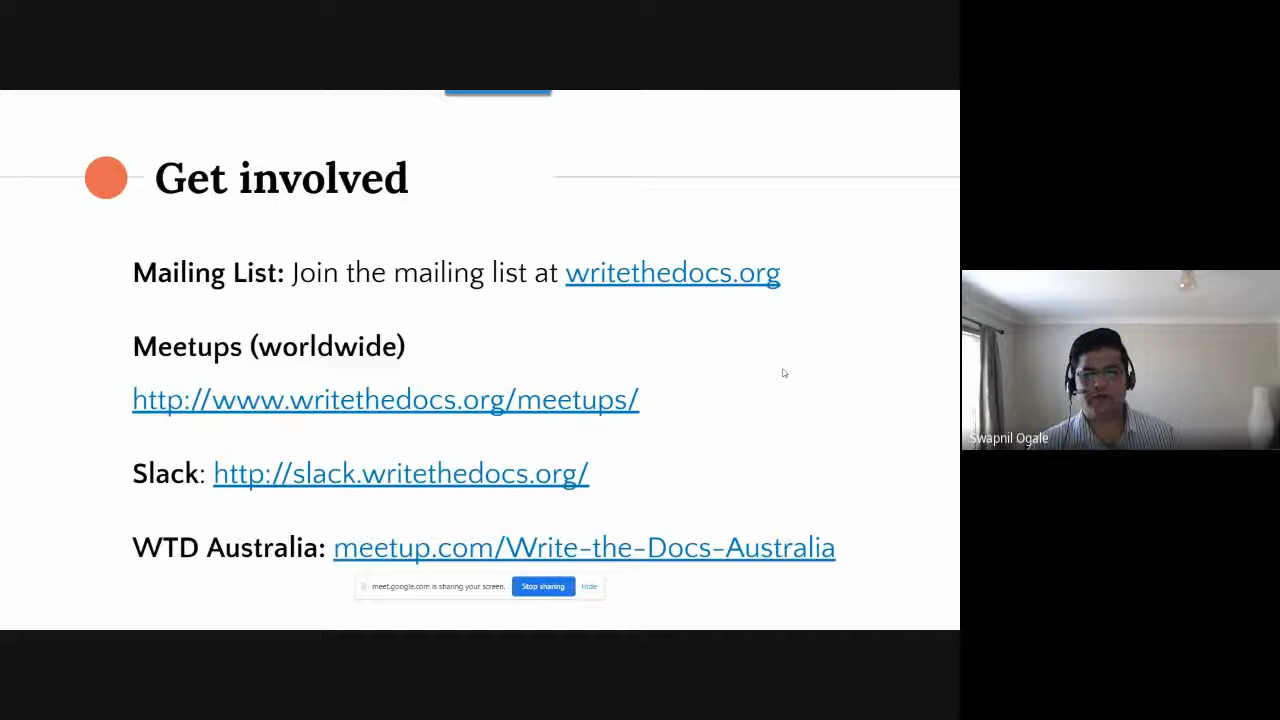 Get involved
Mailing List: Join the mailing list at writethedocs.org
Meetups (worldwide)
http://www.writethedocs.org/meetups/
Slack: http://slack.writethedocs.org/
WTD Australia: meetup.com/Write-the-Docs-Australia
meet.google.com is sharing your screen. Stop sharing Hide
Swapnil Ogale